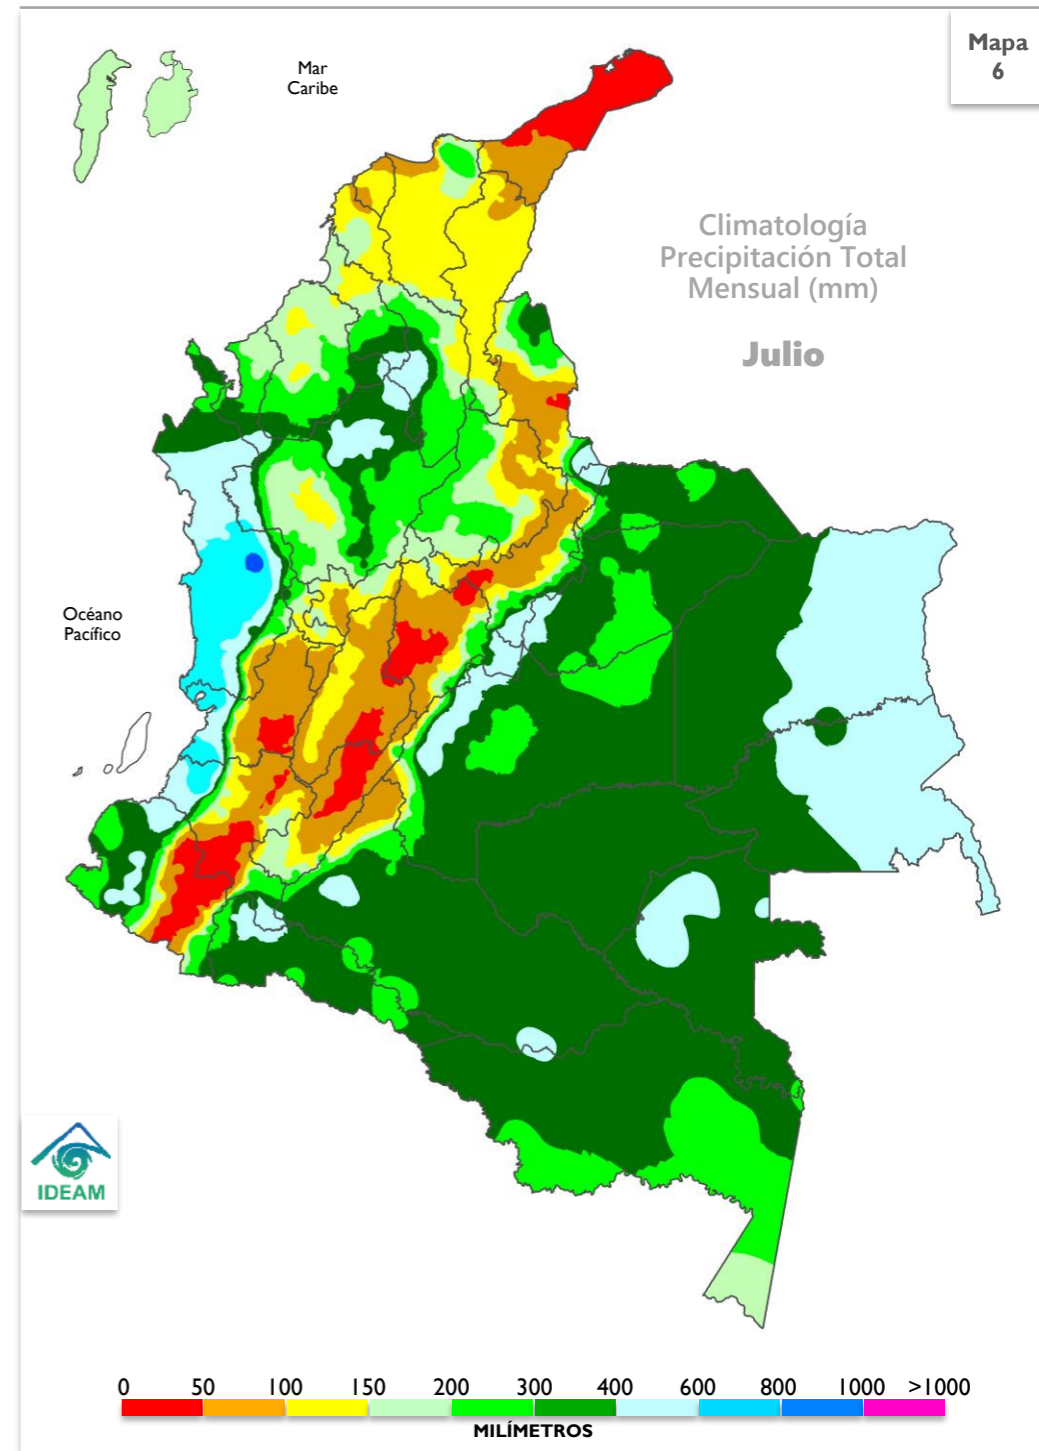 Mapa
6
Mar
Caribe
Climatología
Precipitación Total
Mensual (mm)
Julio
Océano
Pacífico
IDEAM
0 50 100 150 200 300 400 600 800 1000 >1000
MILÍMETROS